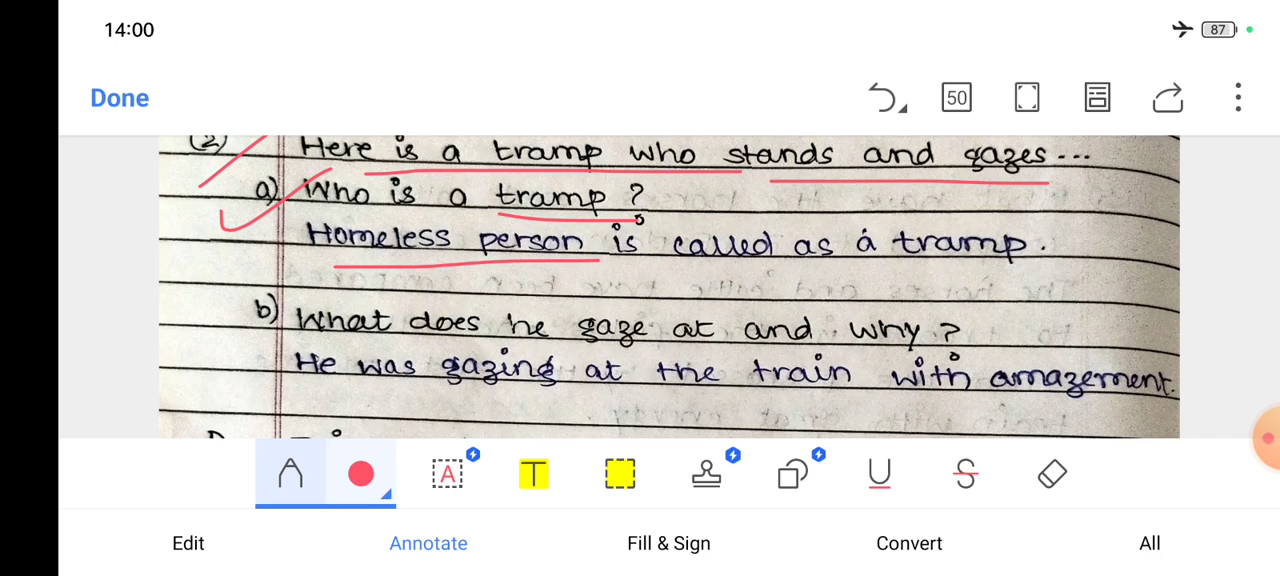 14:00
87
Done
50
(2) Here is a tramp who stands and gazes...
a) Who is a tramp?
Homeless person is called as a tramp.
b) What does he gaze at and why?
He was gazing at the train with amazement.
A
T
U
S
Edit
Annotate
Fill & Sign
Convert
All